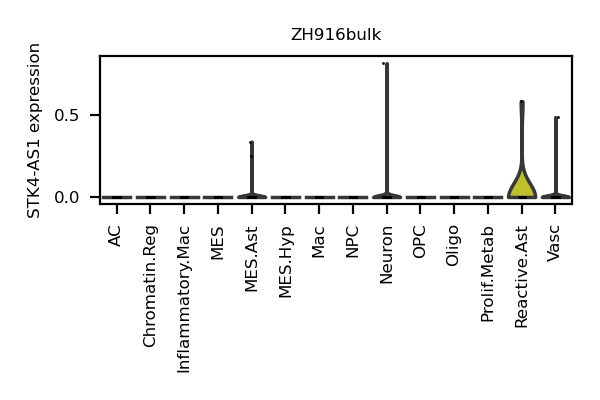 ZH916bulk
STK4-AS1 expression
0.5
0.0
AC
Chromatin.Reg
Inflammatory.Mac
MES
MES.Ast
MES.Hyp
Mac
NPC
Neuron
OPC
Oligo
Prolif.Metab
Reactive.Ast
Vasc